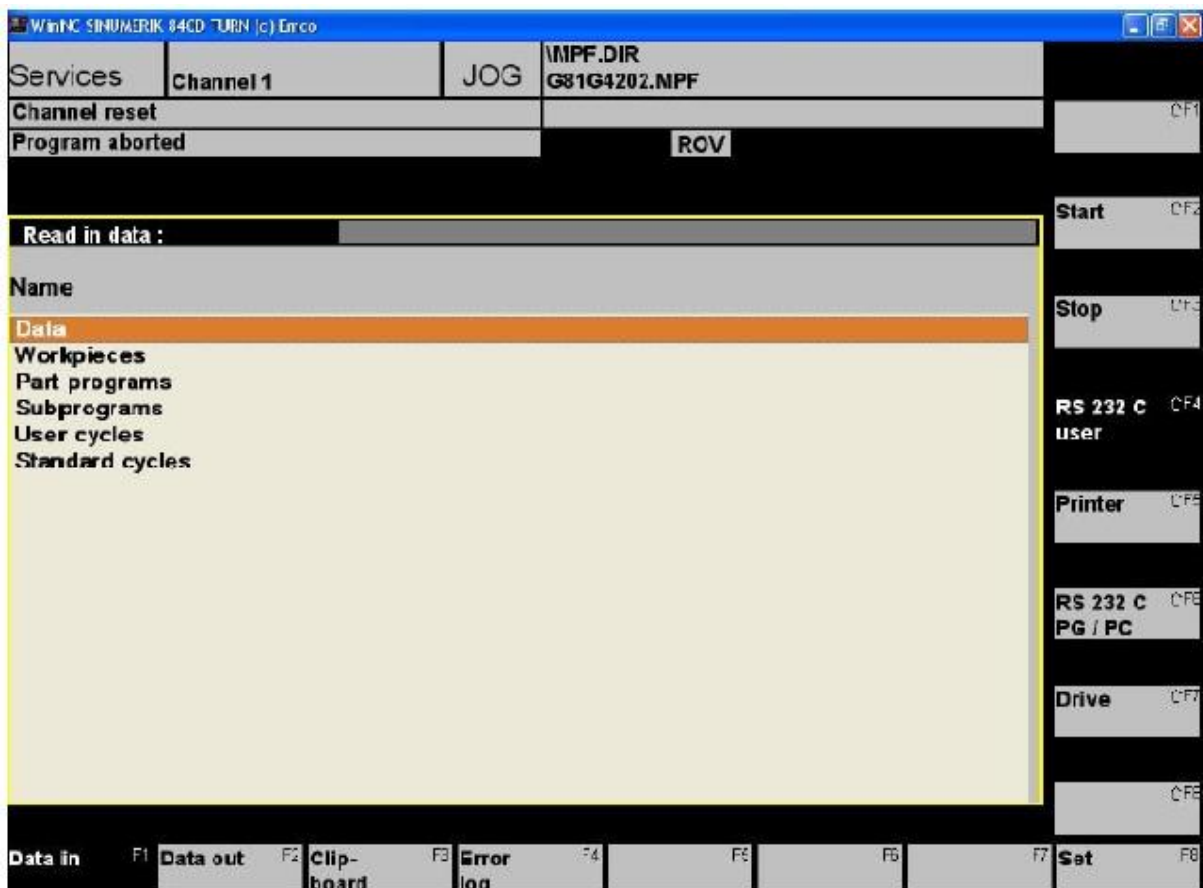 WinNC SINUMERIK 840D TURN (c) Emco
Services
Channel 1
JOG
\MPF.DIR
G81G4202.MPF
Channel reset
Program aborted
ROV
Read in data :
Name
Data
Workpieces
Part programs
Subprograms
User cycles
Standard cycles
CF1
Start CF2
Stop CF3
RS 232 C CF4
user
Printer CF5
RS 232 C CF6
PG / PC
Drive CF7
CF8
Data in F1
Data out F2
Clip- F3
board
Error F4
log
F5
F6
F7
Set F8